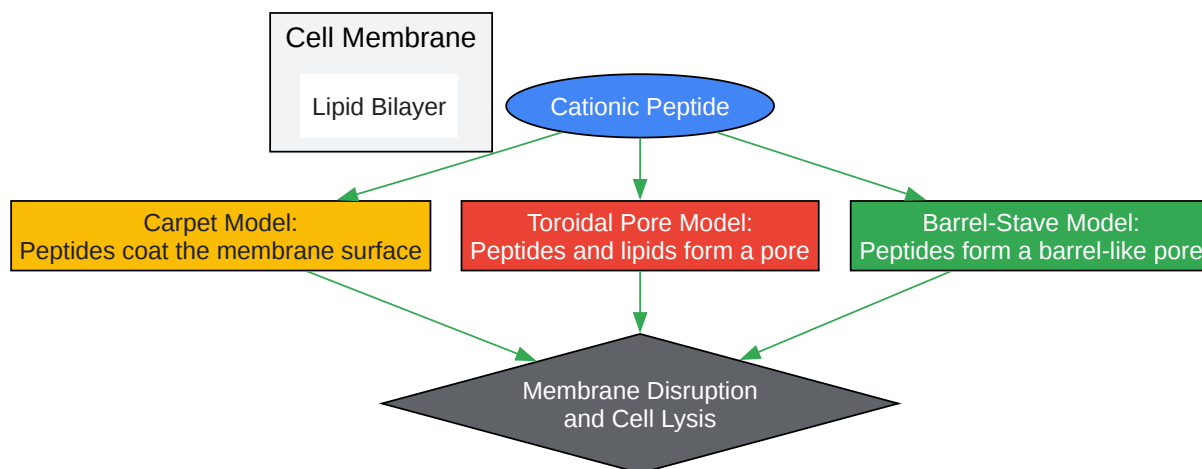 Cell Membrane
Lipid Bilayer
Cationic Peptide
Carpet Model:
Peptides coat the membrane surface
Toroidal Pore Model:
Peptides and lipids form a pore
Barrel-Stave Model:
Peptides form a barrel-like pore
Membrane Disruption
and Cell Lysis